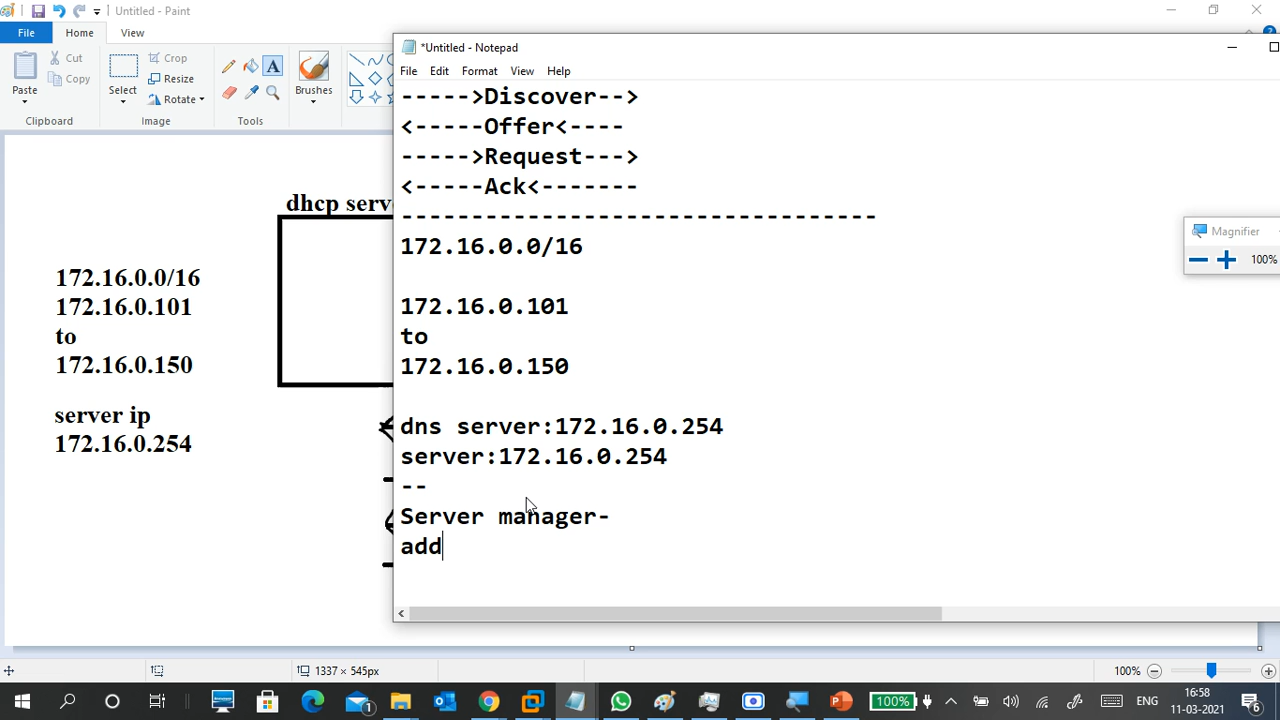 Untitled - Paint
File
Home
View
Paste
Cut
Copy
Clipboard
Select
Crop
Resize
Rotate
Image
Tools
Brushes
dhcp serv
172.16.0.0/16
172.16.0.101
to
172.16.0.150
server ip
172.16.0.254
*Untitled - Notepad
File Edit Format View Help
----->Discover-->
<-----Offer<----
----->Request--->
<-----Ack<-------
----------------------------------
172.16.0.0/16
172.16.0.101
to
172.16.0.150
dns server:172.16.0.254
server:172.16.0.254
--
Server manager-
add
Magnifier
100%
1337 × 545px
100%
1
100%
ENG
16:58
11-03-2021
6